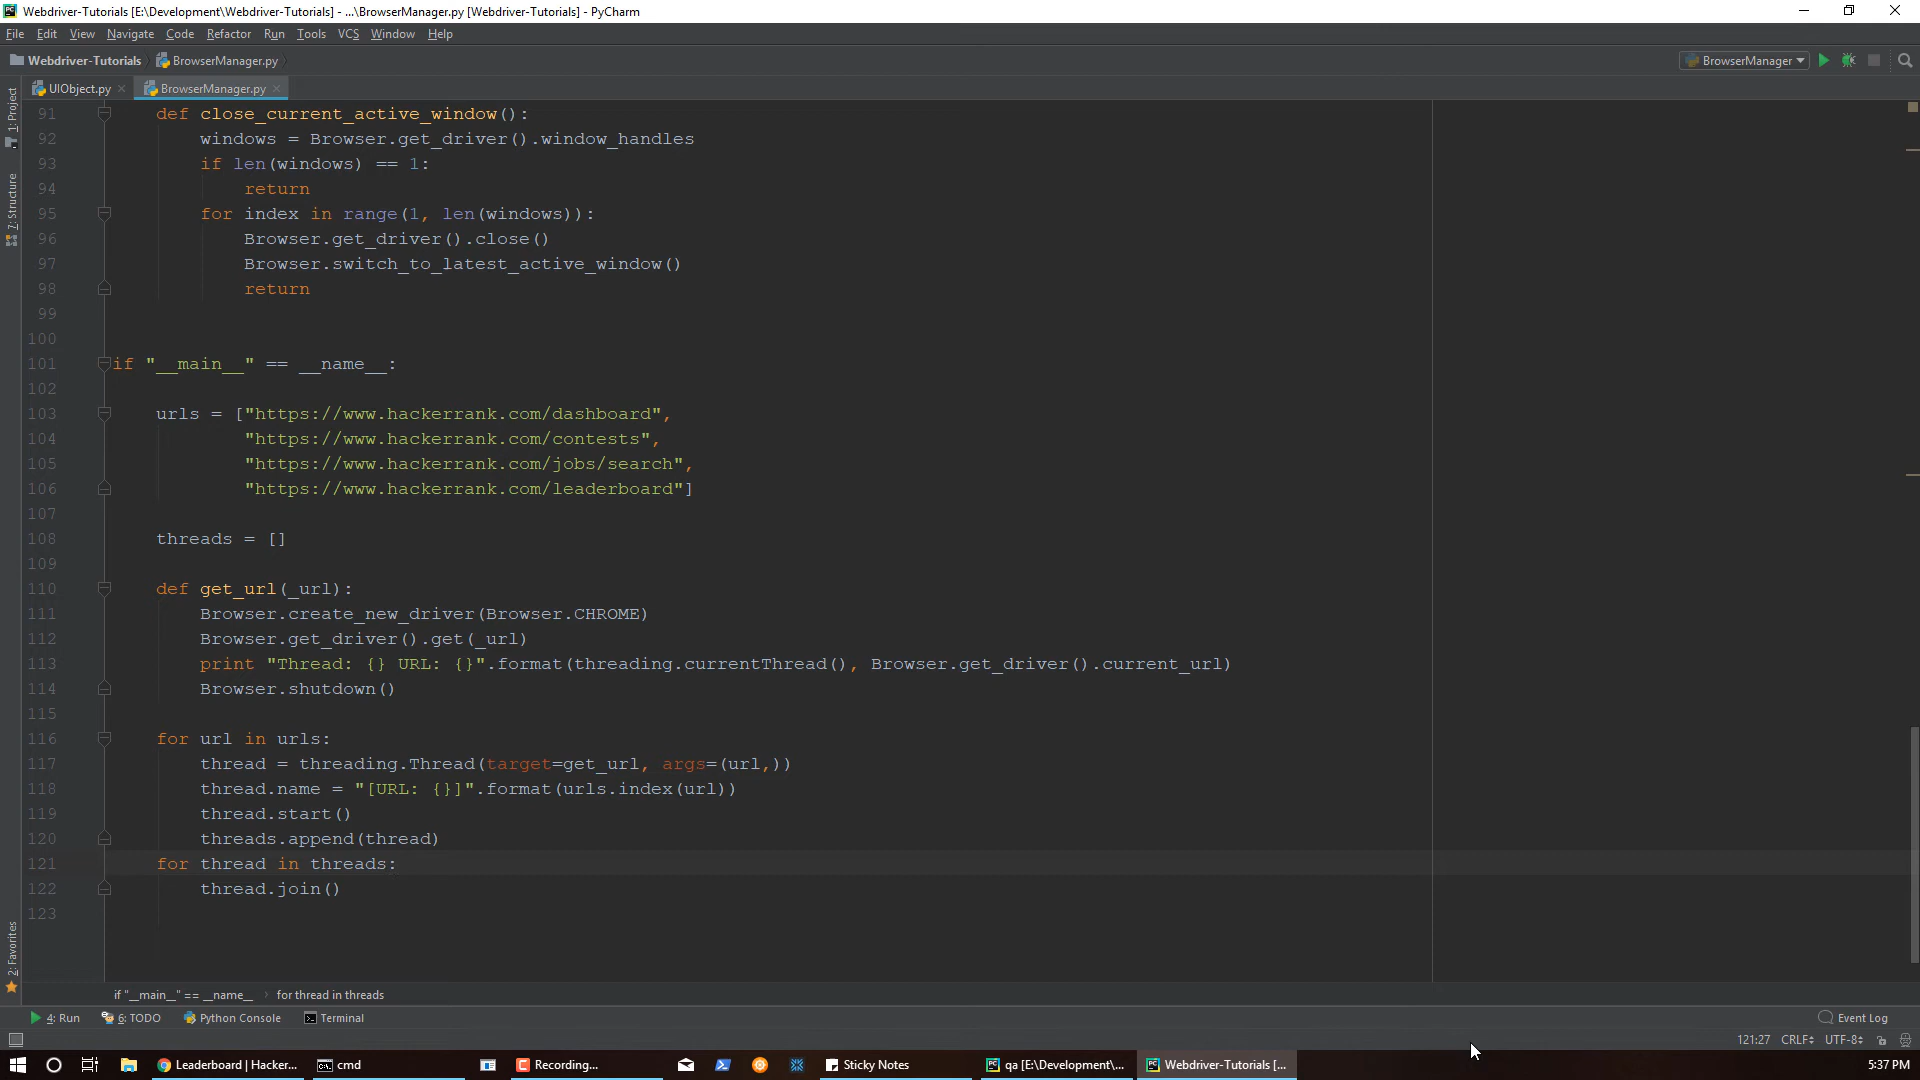 Webdriver-Tutorials [E:\Development\Webdriver-Tutorials] - ...\BrowserManager.py [Webdriver-Tutorials] - PyCharm
File Edit View Navigate Code Refactor Run Tools VCS Window Help
Webdriver-Tutorials BrowserManager.py BrowserManager
UIObject.py BrowserManager.py
1: Project
7: Structure
2: Favorites
91 def close_current_active_window():
92 windows = Browser.get_driver().window_handles
93 if len(windows) == 1:
94 return
95 for index in range(1, len(windows)):
96 Browser.get_driver().close()
97 Browser.switch_to_latest_active_window()
98 return
99
100
101 if "__main__" == __name__:
102
103 urls = ["https://www.hackerrank.com/dashboard",
104 "https://www.hackerrank.com/contests",
105 "https://www.hackerrank.com/jobs/search",
106 "https://www.hackerrank.com/leaderboard"]
107
108 threads = []
109
110 def get_url(_url):
111 Browser.create_new_driver(Browser.CHROME)
112 Browser.get_driver().get(_url)
113 print "Thread: {} URL: {}".format(threading.currentThread(), Browser.get_driver().current_url)
114 Browser.shutdown()
115
116 for url in urls:
117 thread = threading.Thread(target=get_url, args=(url,))
118 thread.name = "[URL: {}]".format(urls.index(url))
119 thread.start()
120 threads.append(thread)
121 for thread in threads:
122 thread.join()
123
if "__main__" == __name__ for thread in threads
4: Run 6: TODO Python Console Terminal Event Log
121:27 CRLF UTF-8
Leaderboard | Hacker... cmd Recording... Sticky Notes qa [E:\Development\... Webdriver-Tutorials [... 5:37 PM